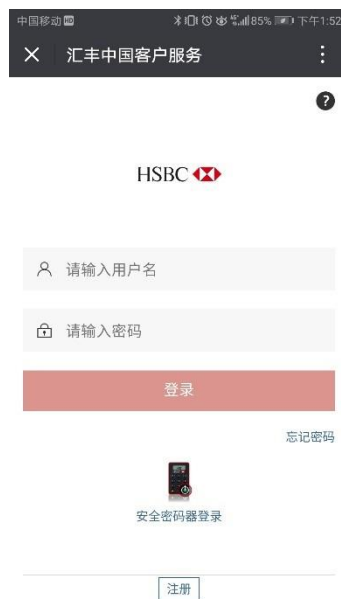 中国移动 HD 85% 下午1:52
汇丰中国客户服务
?
HSBC
请输入用户名
请输入密码
登录
忘记密码
安全密码器登录
注册